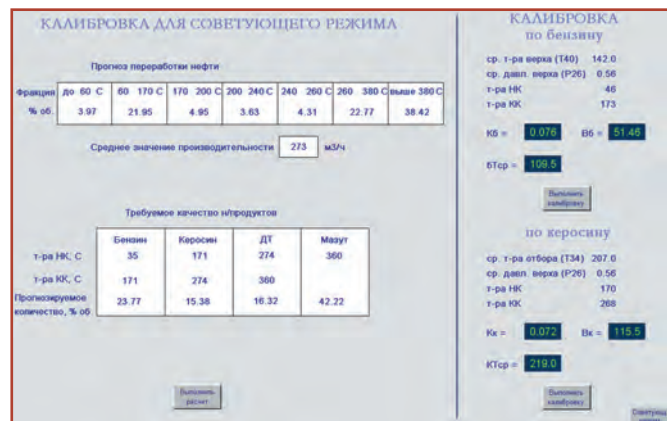 КАЛИБРОВКА ДЛЯ СОВЕТУЮЩЕГО РЕЖИМА
Прогноз переработки нефти
Фракция до 60 С 60 170 С 170 200 С 200 240 С 240 260 С 260 380 С выше 380 С
% об. 3.97 21.95 4.95 3.63 4.31 22.77 38.42
Среднее значение производительности 273 м3/ч
Требуемое качество н/продуктов
Бензин Керосин ДТ Мазут
т-ра НК, С 35 171 274 360
т-ра КК, С 171 274 360
Прогнозируемое
количество, % об 23.77 15.38 16.32 42.22
Выполнить
расчет
КАЛИБРОВКА
по бензину
ср. т-ра верха (Т40) 142.0
ср. давл. верха (Р26) 0.56
т-ра НК 46
т-ра КК 173
Кб = 0.076 Вб = 51.46
бТср = 109.5
Выполнить
калибровку
по керосину
ср. т-ра отбора (Т34) 207.0
ср. давл. верха (Р26) 0.56
т-ра НК 170
т-ра КК 268
Кк = 0.072 Вк = 115.5
КТср = 219.0
Выполнить
калибровку